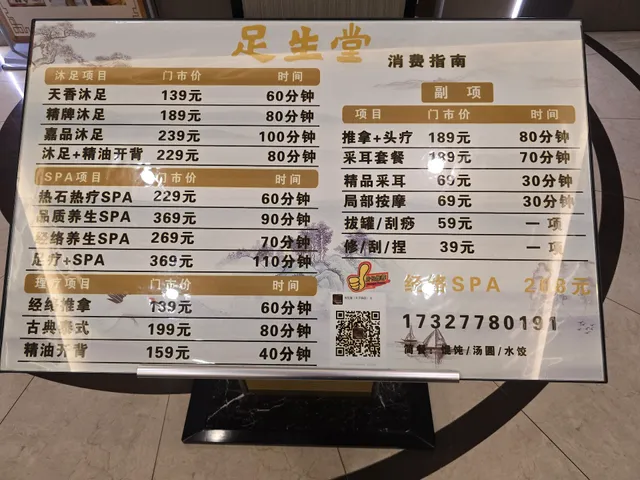 足生堂
消费指南
沐足项目 门市价 时间
天香沐足 139元 60分钟
精牌沐足 189元 80分钟
嘉品沐足 239元 100分钟
沐足+精油开背 229元 80分钟
SPA项目 门市价 时间
热石热疗SPA 229元 60分钟
品质养生SPA 369元 90分钟
经络养生SPA 269元 70分钟
足疗+SPA 369元 110分钟
理疗项目 门市价 时间
经络推拿 139元 60分钟
古典泰式 199元 80分钟
精油开背 159元 40分钟
副项
项目 门市价 时间
推拿+头疗 189元 80分钟
采耳套餐 189元 70分钟
精品采耳 69元 30分钟
局部按摩 69元 30分钟
拔罐/刮痧 59元 一项
修/刮/捏 39元 一项
经络SPA 元
17327780191
简餐：混饨/汤圆/水饺